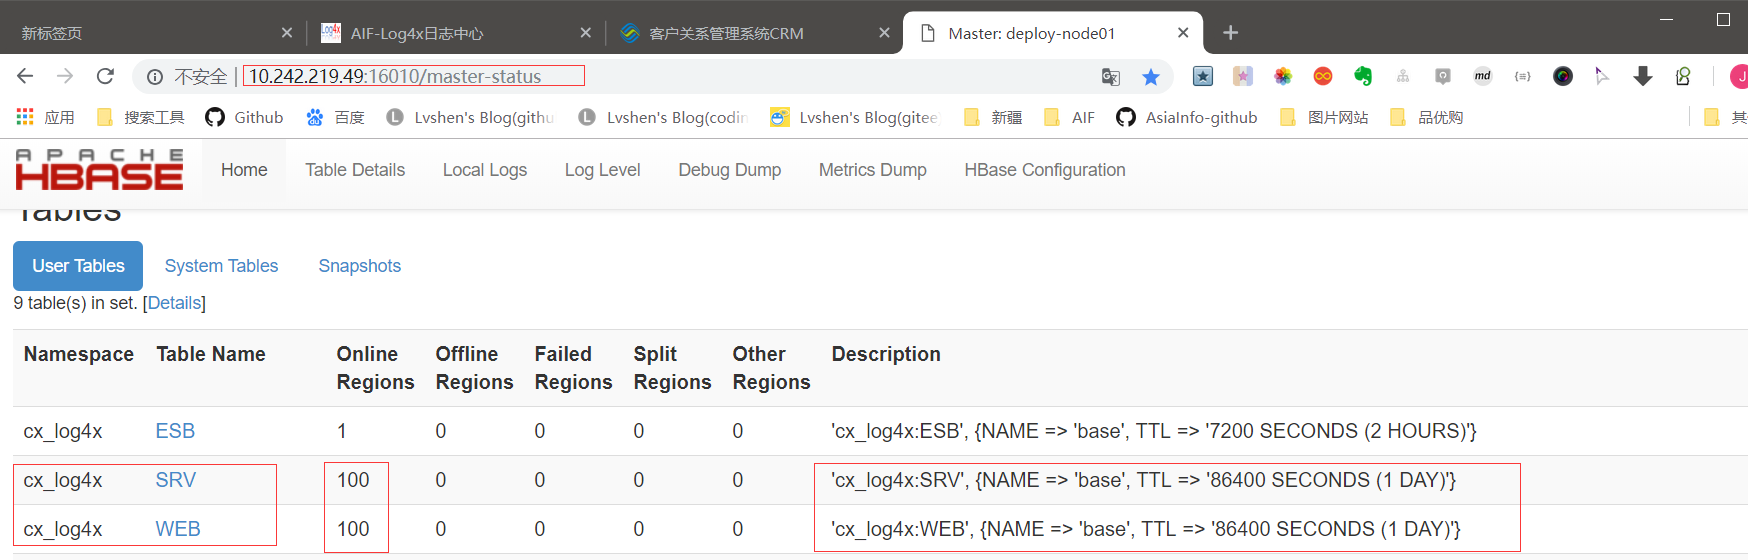 新标签页 AIF-Log4x日志中心 客户关系管理系统CRM Master: deploy-node01
不安全 | 10.242.219.49:16010/master-status md {≡} J
应用 搜索工具 Github 百度 L Lvshen's Blog(githu L Lvshen's Blog(codin Lvshen's Blog(gitee 新疆 AIF AsiaInfo-github 图片网站 品优购 其
APACHE
HBASE Home Table Details Local Logs Log Level Debug Dump Metrics Dump HBase Configuration
Tables
User Tables System Tables Snapshots
9 table(s) in set. [Details]
Namespace Table Name Online Regions Offline Regions Failed Regions Split Regions Other Regions Description
cx_log4x ESB 1 0 0 0 0 'cx_log4x:ESB', {NAME => 'base', TTL => '7200 SECONDS (2 HOURS)'}
cx_log4x SRV 100 0 0 0 0 'cx_log4x:SRV', {NAME => 'base', TTL => '86400 SECONDS (1 DAY)'}
cx_log4x WEB 100 0 0 0 0 'cx_log4x:WEB', {NAME => 'base', TTL => '86400 SECONDS (1 DAY)'}